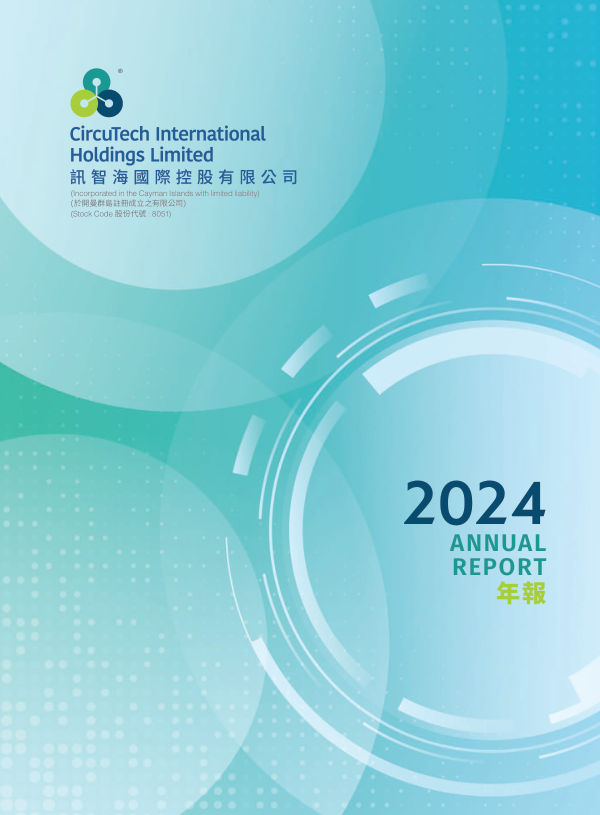 ®
CircuTech International
Holdings Limited
訊智海國際控股有限公司
(Incorporated in the Cayman Islands with limited liability)
(於開曼群島註冊成立之有限公司)
(Stock Code 股份代號 : 8051)
2024
ANNUAL
REPORT
年報